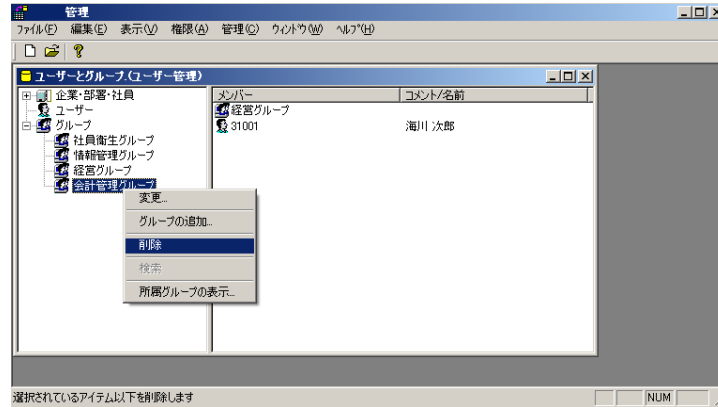 管理
ファイル(F) 編集(E) 表示(V) 権限(A) 管理(C) ウィンドウ(W) ヘルプ(H)
ユーザーとグループ.(ユーザー管理)
企業・部署・社員
ユーザー
グループ
社員衛生グループ
情報管理グループ
経営グループ
会計管理グループ
メンバー コメント/名前
経営グループ
31001 海川 次郎
変更...
グループの追加...
削除
検索
所属グループの表示...
選択されているアイテム以下を削除します
NUM